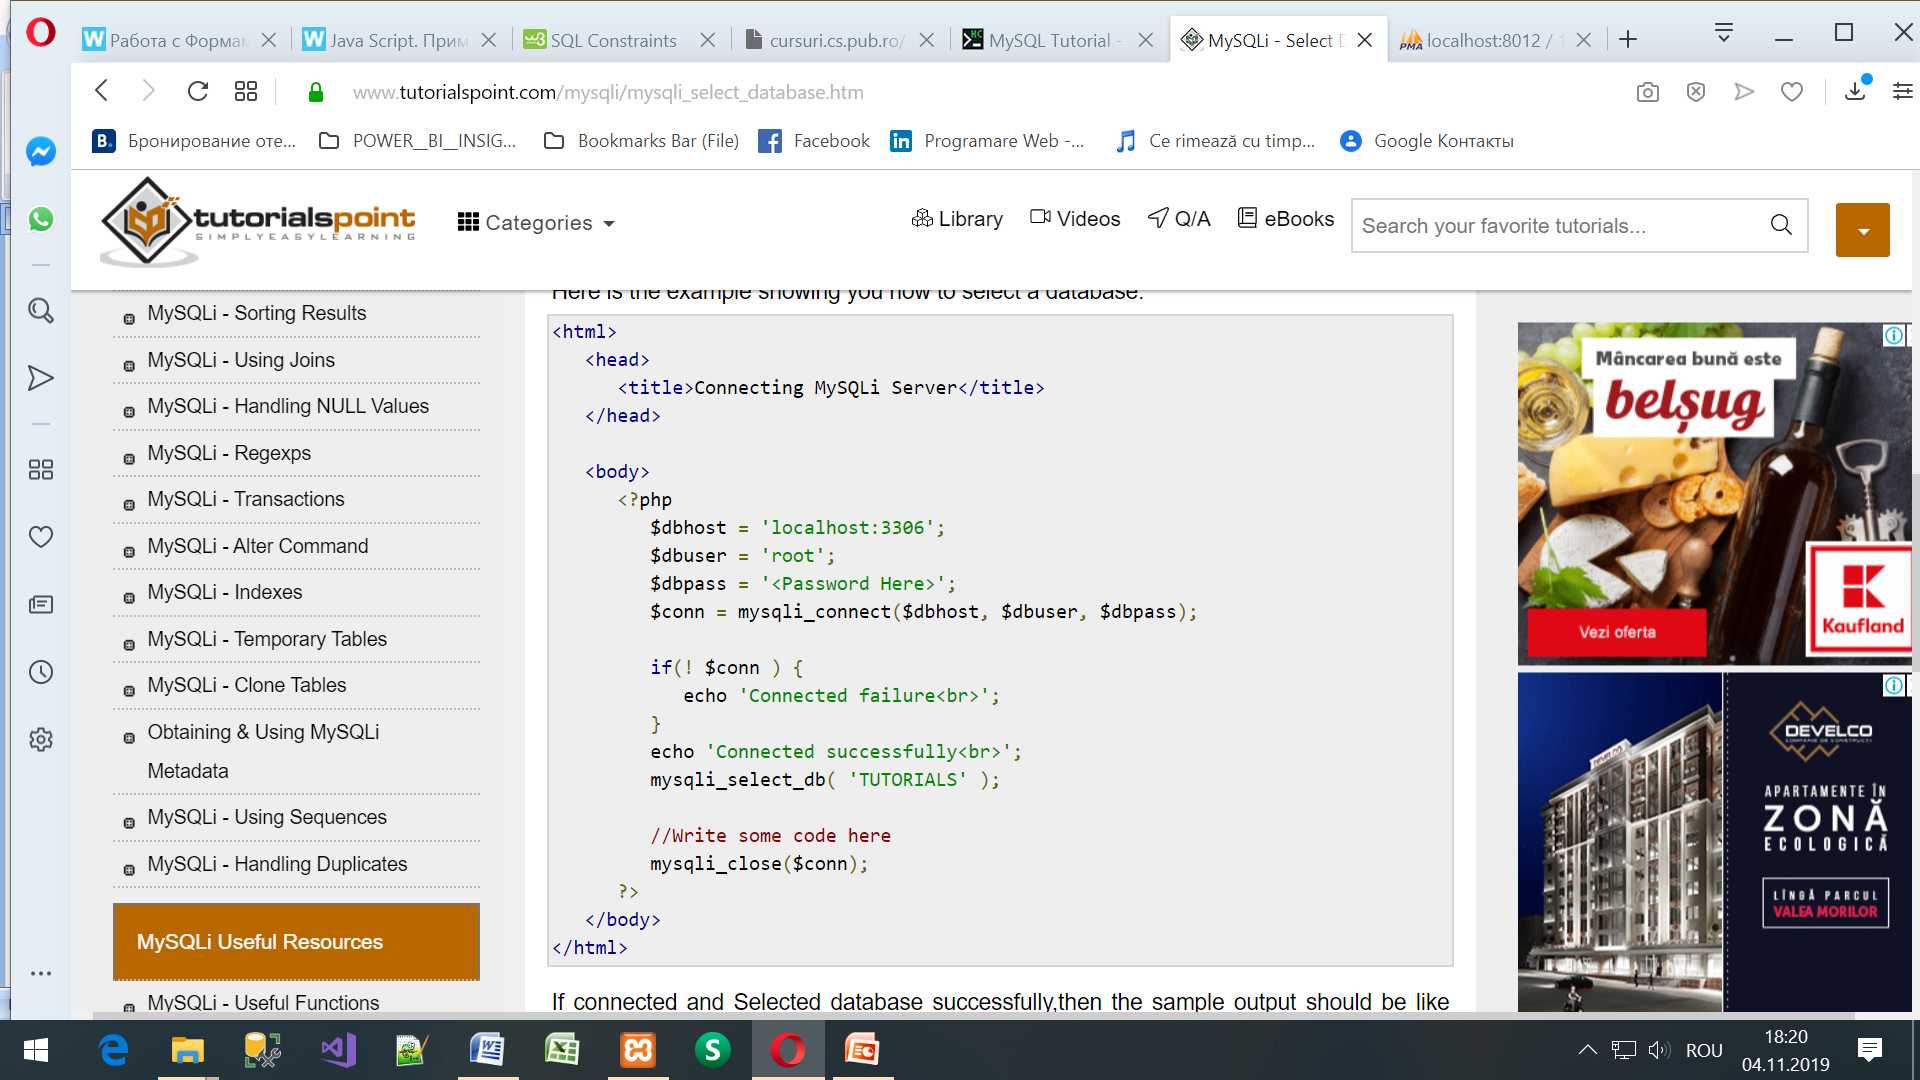 Работа с Формам
Java Script. Прим
SQL Constraints
cursuri.cs.pub.ro/
MySQL Tutorial -
MySQLi - Select D
localhost:8012 / 1
www.tutorialspoint.com/mysqli/mysqli_select_database.htm
B. Бронирование оте...
POWER__BI__INSIG...
Bookmarks Bar (File)
Facebook
Programare Web -...
Ce rimează cu timp...
Google Контакты
tutorialspoint
SIMPLYEASYLEARNING
Categories
Library
Videos
Q/A
eBooks
Search your favorite tutorials...
MySQLi - Sorting Results
MySQLi - Using Joins
MySQLi - Handling NULL Values
MySQLi - Regexps
MySQLi - Transactions
MySQLi - Alter Command
MySQLi - Indexes
MySQLi - Temporary Tables
MySQLi - Clone Tables
Obtaining & Using MySQLi
Metadata
MySQLi - Using Sequences
MySQLi - Handling Duplicates
MySQLi Useful Resources
MySQLi - Useful Functions
Here is the example showing you how to select a database.
<html>
<head>
<title>Connecting MySQLi Server</title>
</head>
<body>
<?php
$dbhost = 'localhost:3306';
$dbuser = 'root';
$dbpass = '<Password Here>';
$conn = mysqli_connect($dbhost, $dbuser, $dbpass);
if(! $conn ) {
echo 'Connected failure<br>';
}
echo 'Connected successfully<br>';
mysqli_select_db( 'TUTORIALS' );
//Write some code here
mysqli_close($conn);
?>
</body>
</html>
If connected and Selected database successfully,then the sample output should be like
Mâncarea bună este
belșug
Vezi oferta
Kaufland
DEVELCO
COMPANIE DE CONSTRUCȚII
APARTAMENTE ÎN
ZONĂ
ECOLOGICĂ
LÎNGĂ PARCUL
VALEA MORILOR
ROU
18:20
04.11.2019